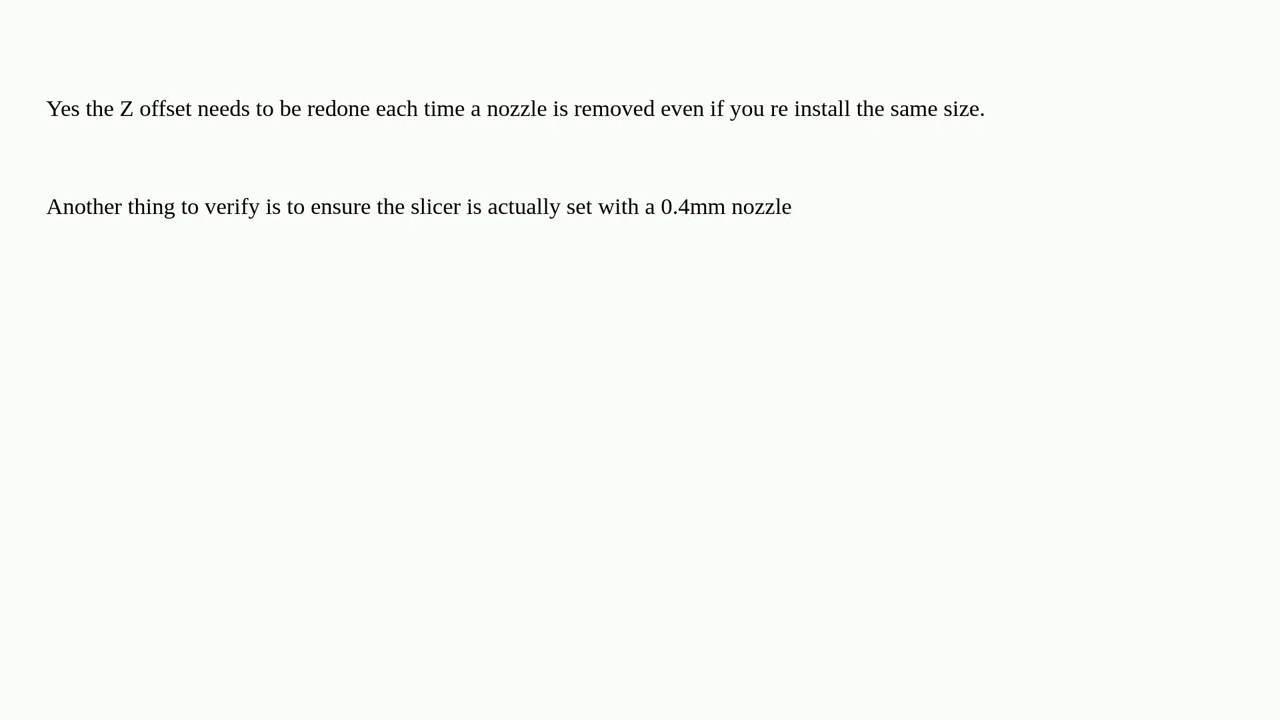 Yes the Z offset needs to be redone each time a nozzle is removed even if you re install the same size.
Another thing to verify is to ensure the slicer is actually set with a 0.4mm nozzle